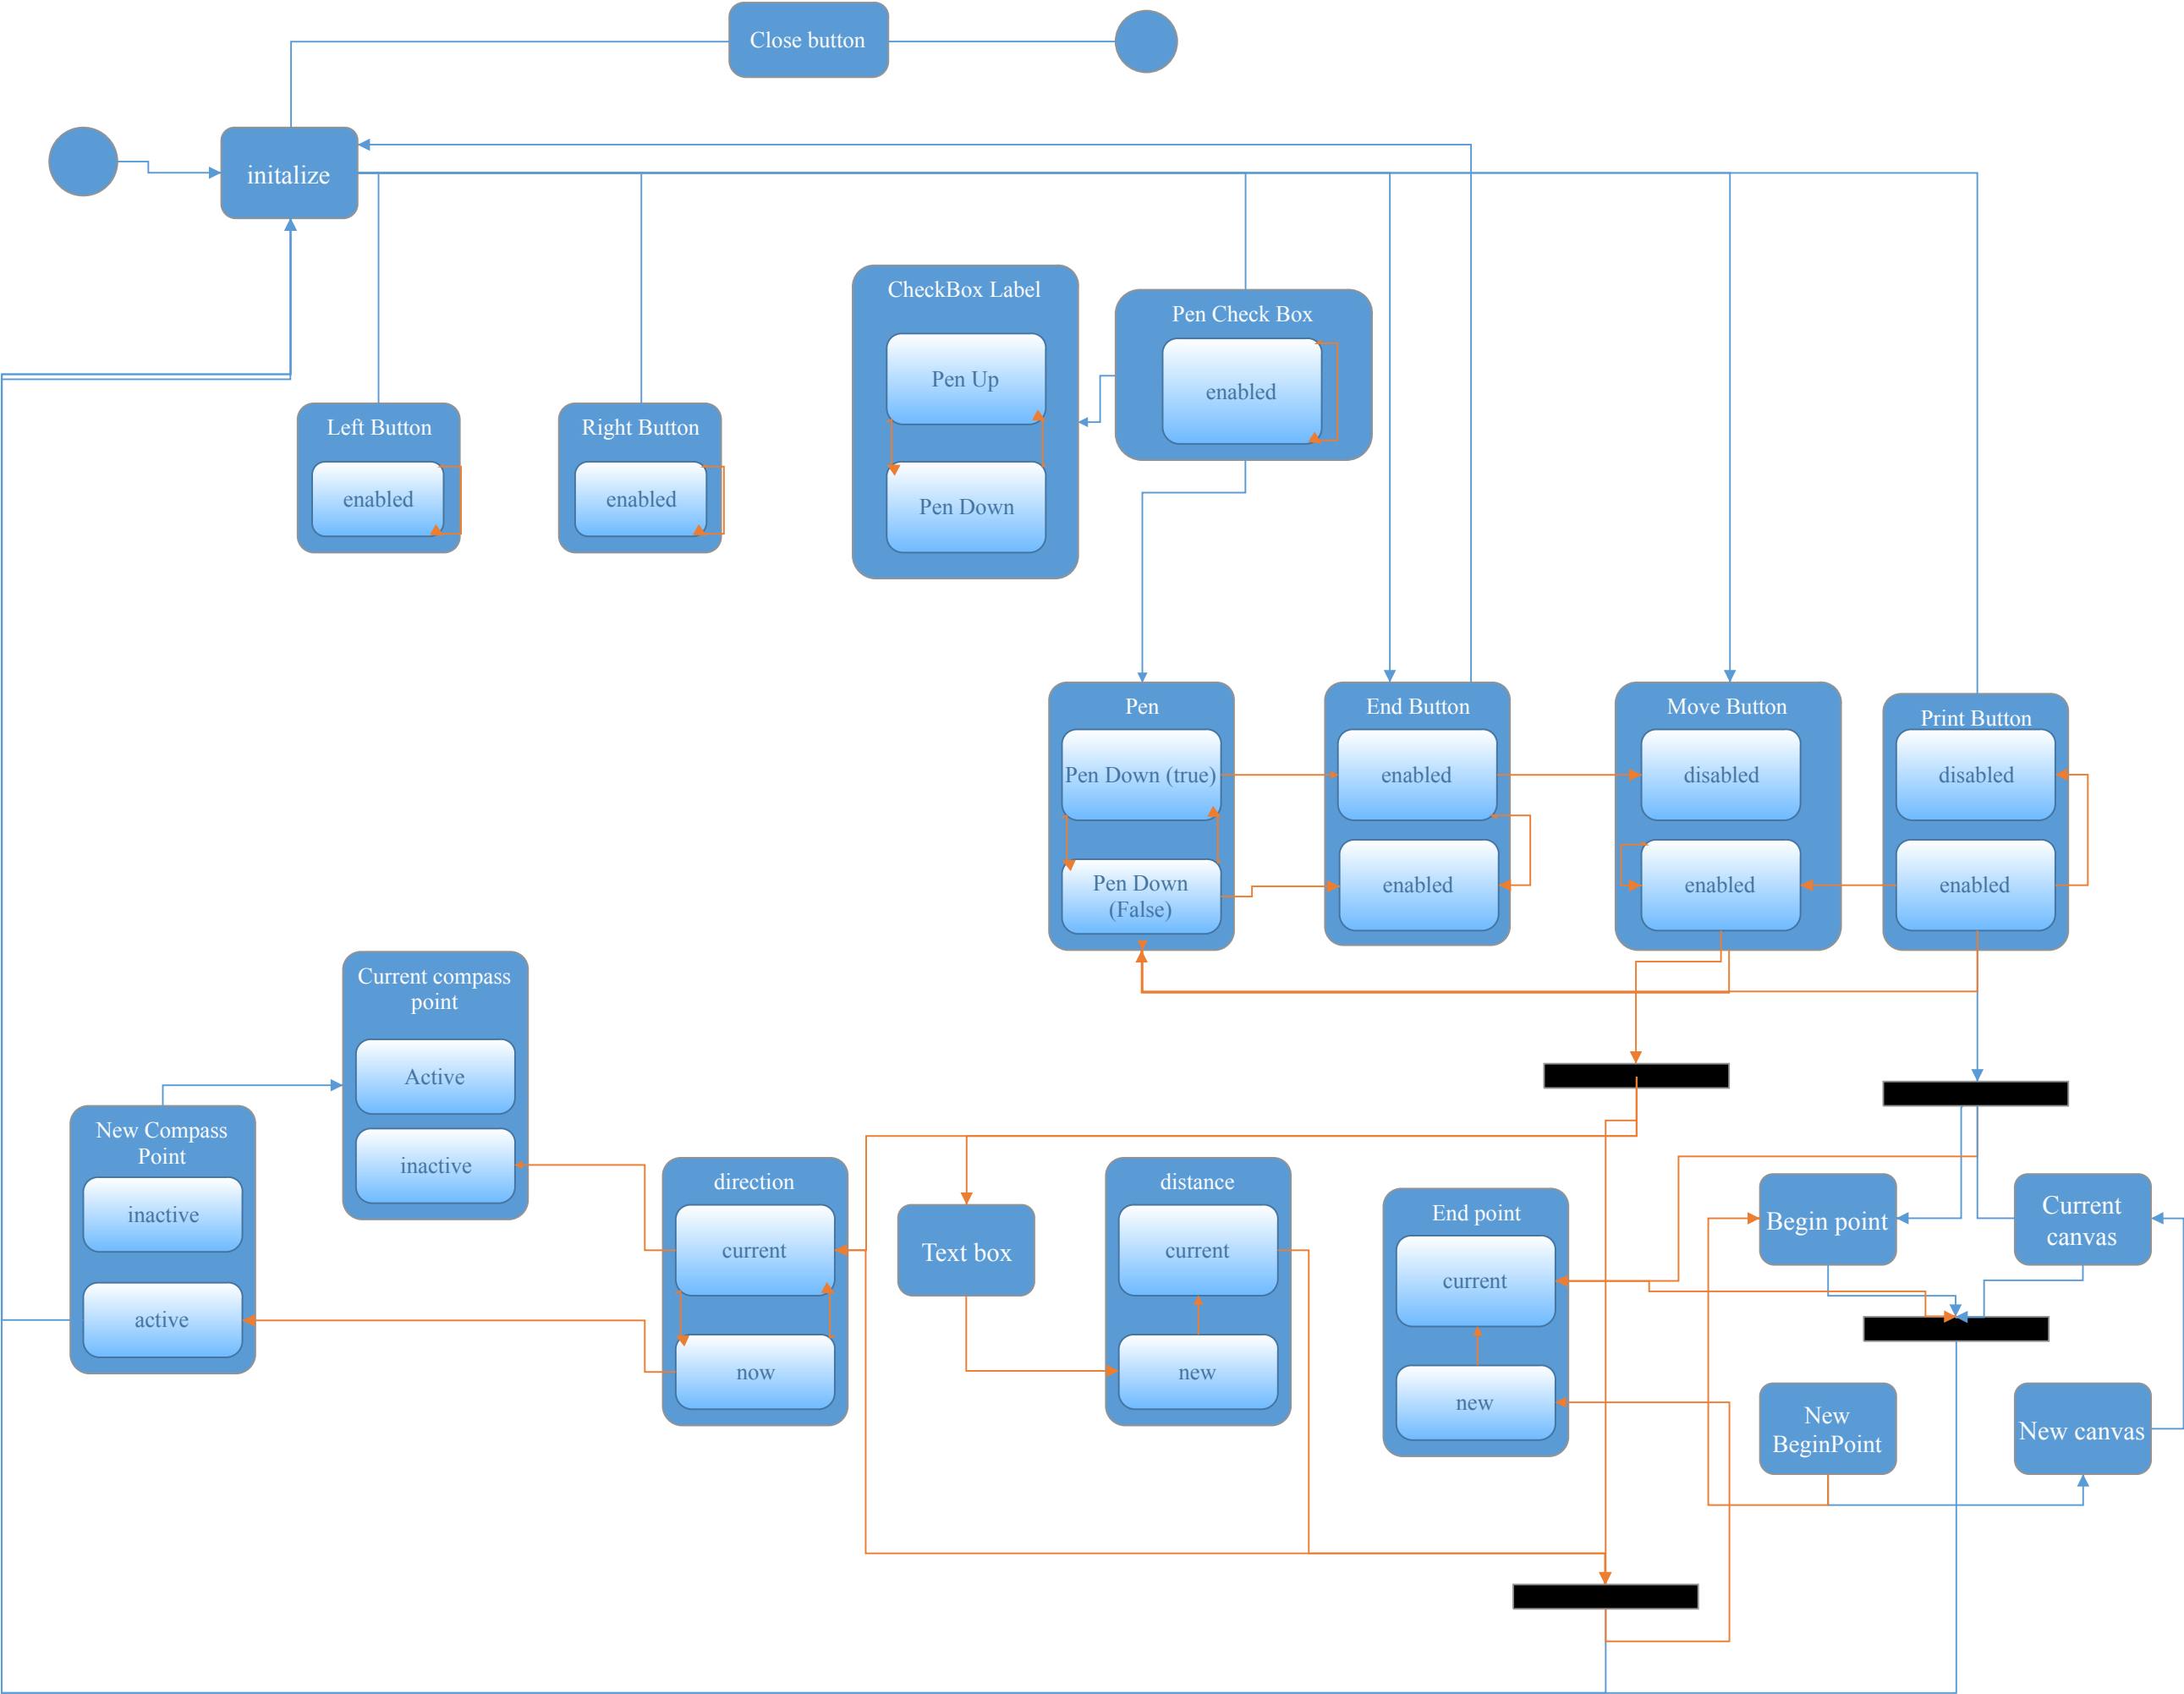 Close button
initalize
CheckBox Label
Pen Up
Pen Down
Pen Check Box
enabled
Left Button
enabled
Right Button
enabled
Pen
Pen Down (true)
Pen Down
(False)
End Button
enabled
enabled
Move Button
disabled
enabled
Print Button
disabled
enabled
Current compass
point
Active
inactive
New Compass
Point
inactive
active
direction
current
now
Text box
distance
current
new
End point
current
new
Begin point
Current
canvas
New
BeginPoint
New canvas